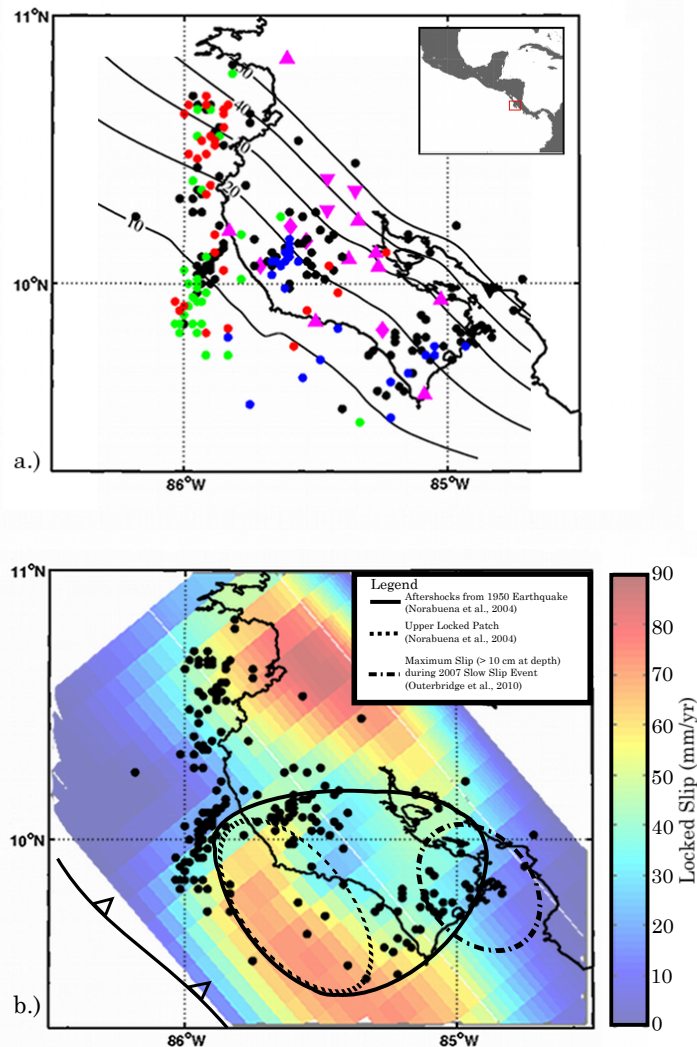 11°N
40
30
20
10
10°N
a.)
86°W
85°W
11°N
Legend
Aftershocks from 1950 Earthquake
(Norabuena et al., 2004)
Upper Locked Patch
(Norabuena et al., 2004)
Maximum Slip (> 10 cm at depth)
during 2007 Slow Slip Event
(Outerbridge et al., 2010)
90
80
70
60
50
40
30
20
10
0
Locked Slip (mm/yr)
10°N
b.)
86°W
85°W